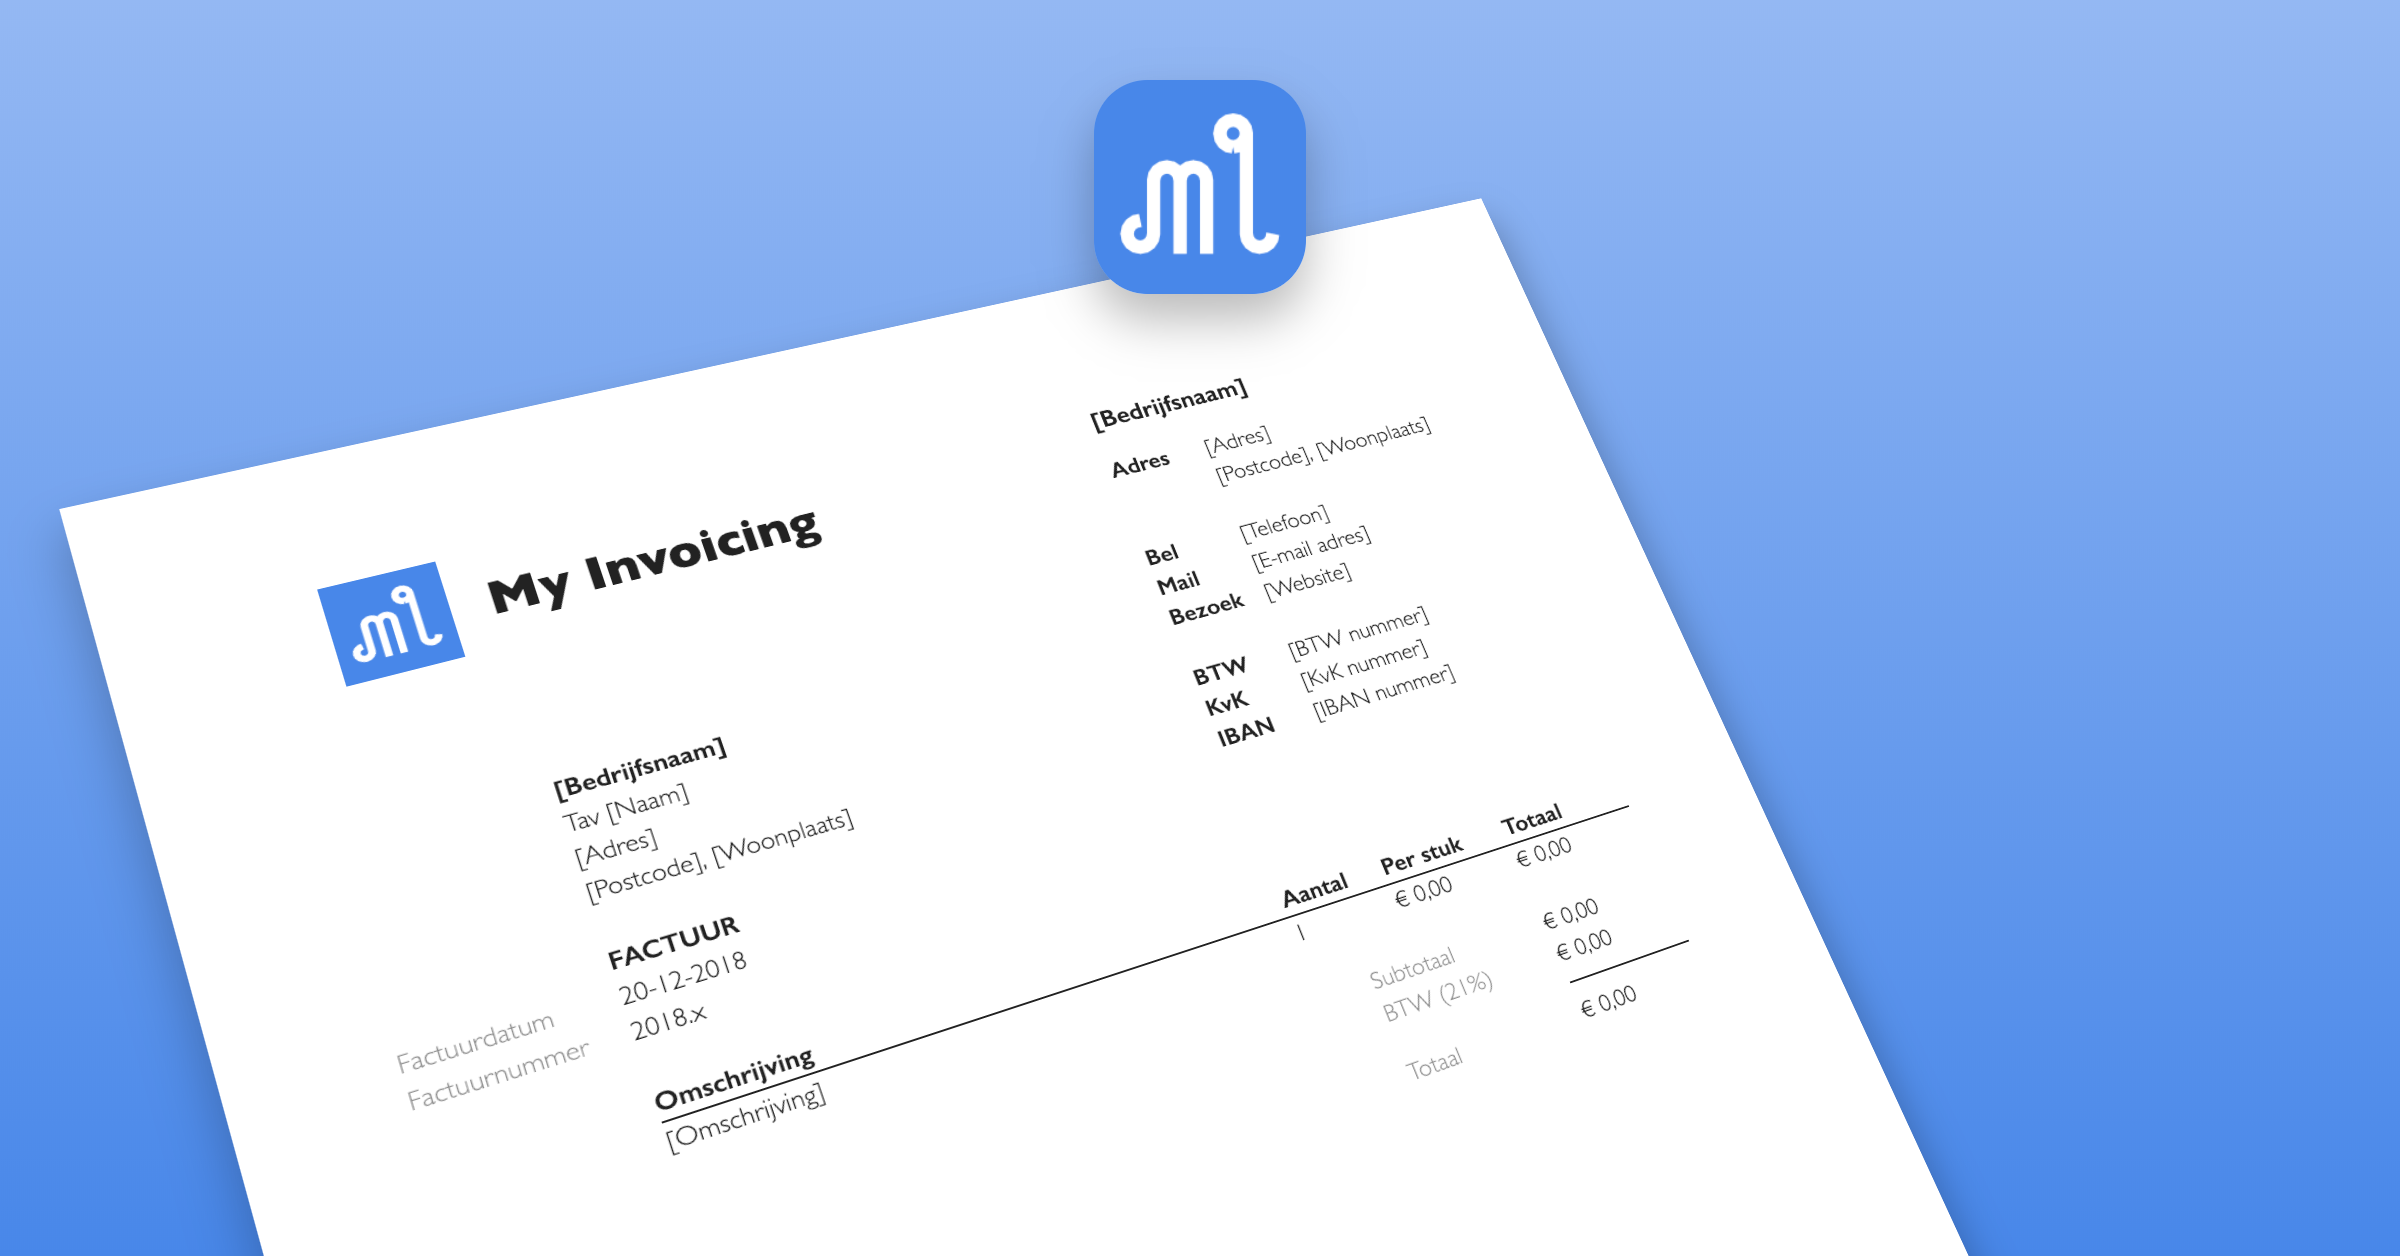 mI
mI My Invoicing
[Bedrijfsnaam]
Adres [Adres]
[Postcode], [Woonplaats]
Bel [Telefoon]
Mail [E-mail adres]
Bezoek [Website]
BTW [BTW nummer]
KvK [KvK nummer]
IBAN [IBAN nummer]
[Bedrijfsnaam]
Tav [Naam]
[Adres]
[Postcode], [Woonplaats]
FACTUUR
Factuurdatum 20-12-2018
Factuurnummer 2018.x
Omschrijving Aantal Per stuk Totaal
[Omschrijving] 1 € 0,00 € 0,00
Subtotaal € 0,00
BTW (21%) € 0,00
Totaal € 0,00